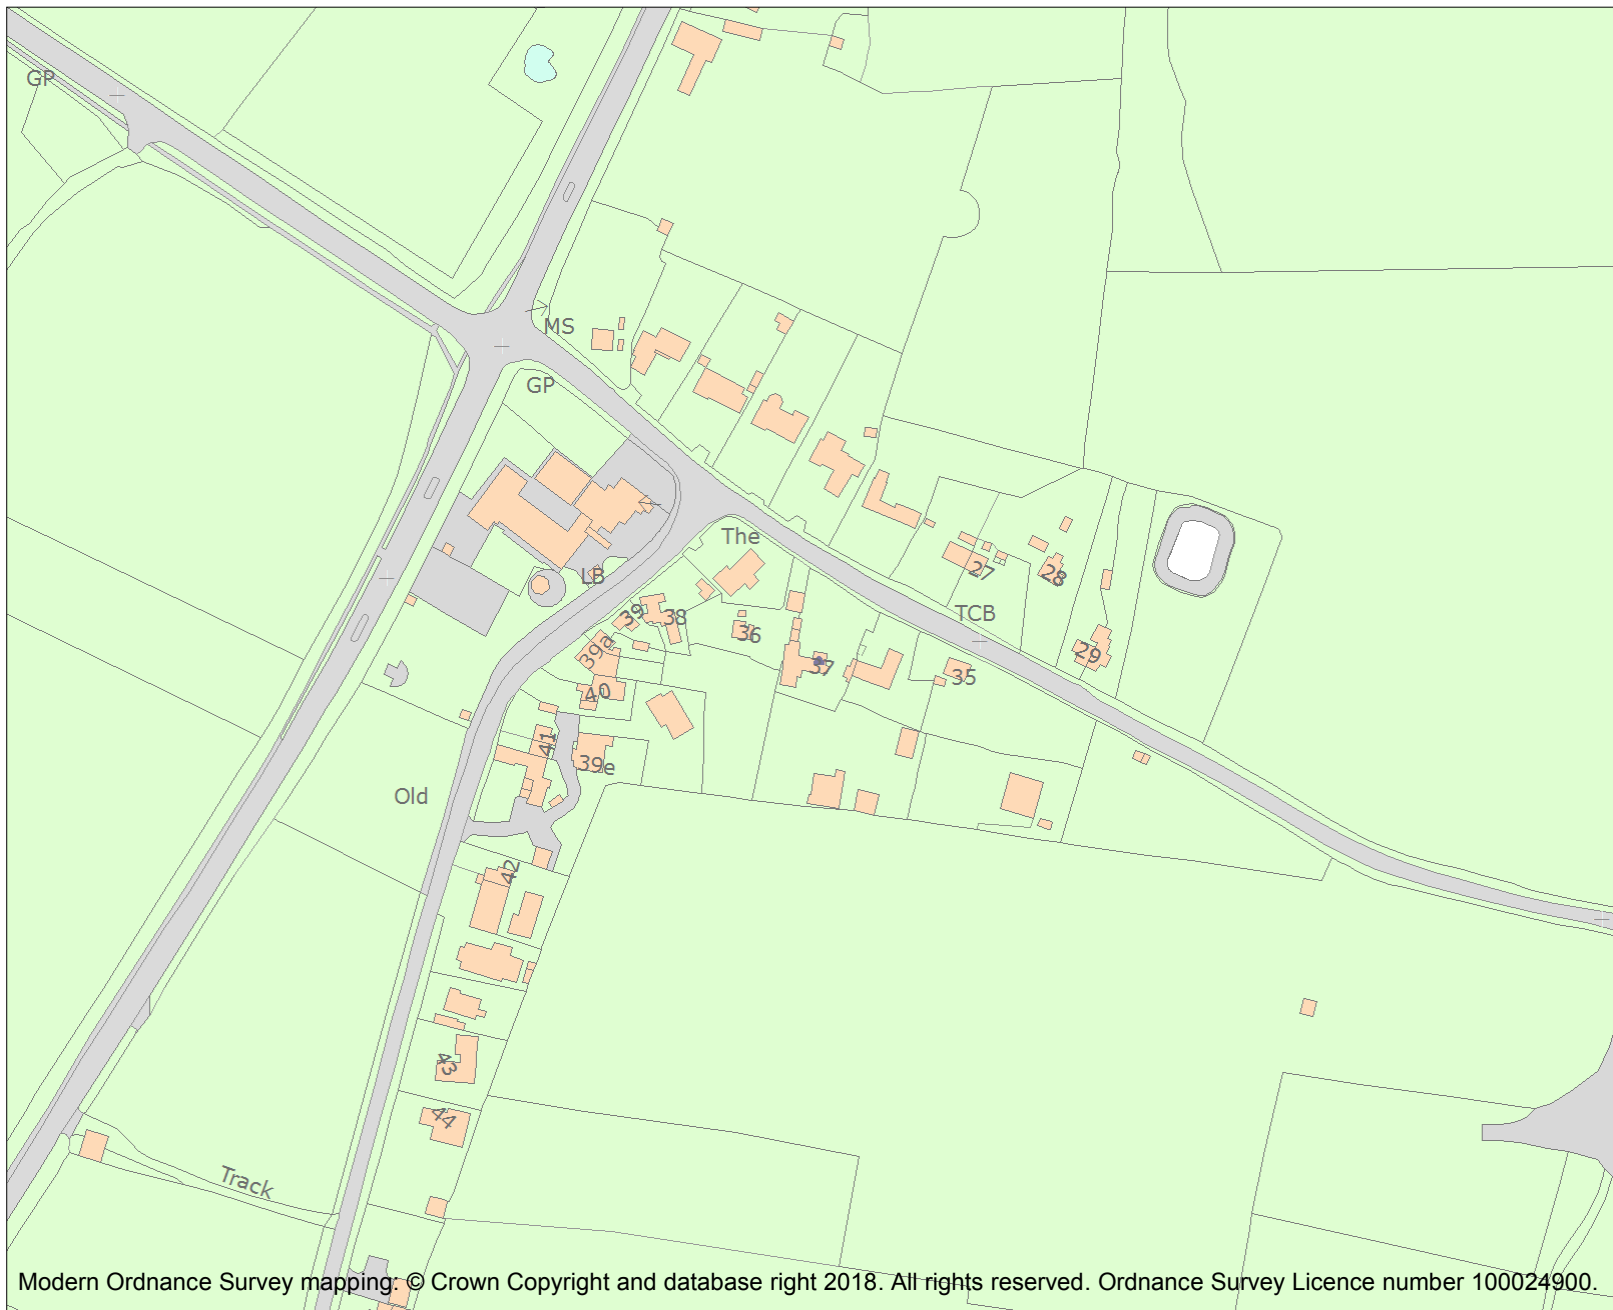 GP
MS
GP
The
LB
27
28
TCB
39
38
36
29
39a
37
35
40
41
39e
Old
42
43
44
Track
Modern Ordnance Survey mapping: © Crown Copyright and database right 2018. All rights reserved. Ordnance Survey Licence number 100024900.